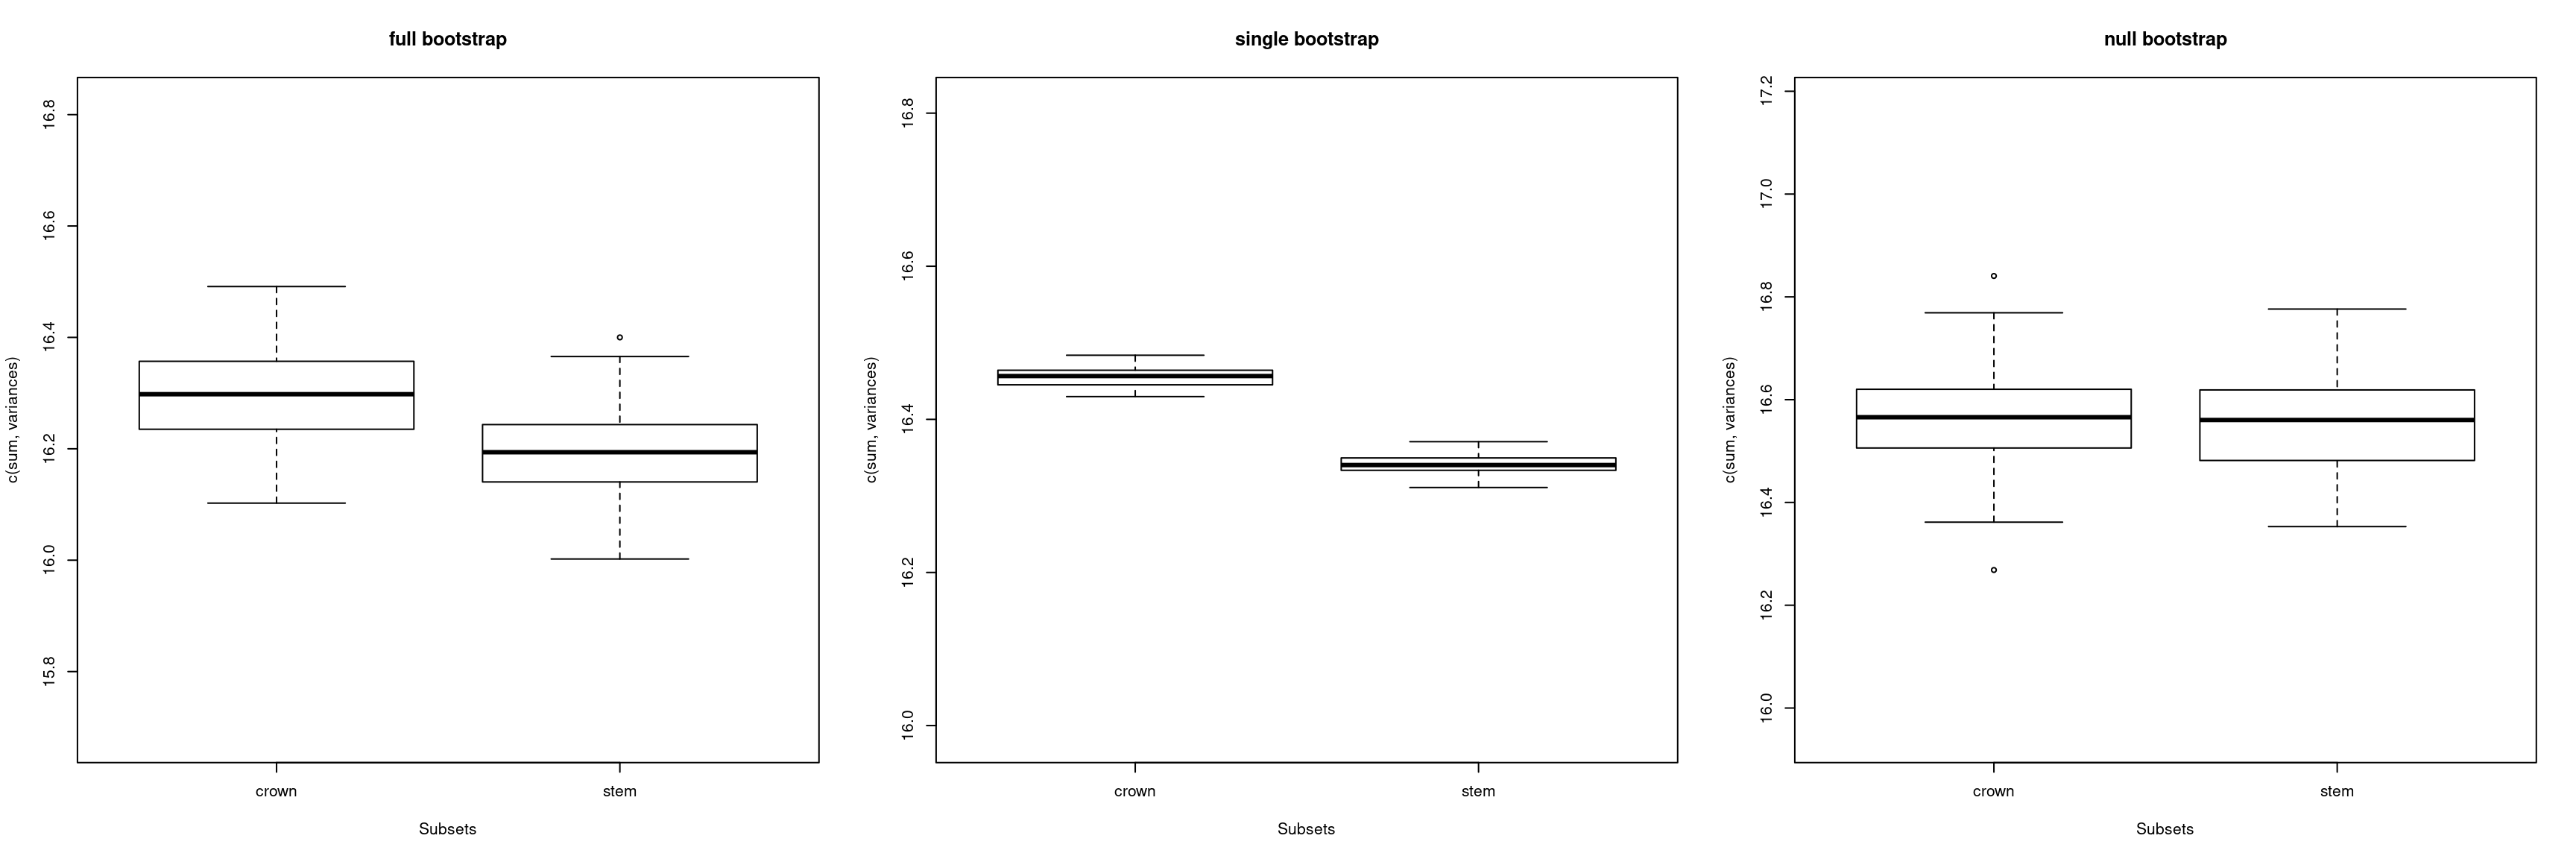 full bootstrap
c(sum, variances)
16.8
16.6
16.4
16.2
16.0
15.8
crown stem
Subsets
single bootstrap
c(sum, variances)
16.8
16.6
16.4
16.2
16.0
crown stem
Subsets
null bootstrap
c(sum, variances)
17.2
17.0
16.8
16.6
16.4
16.2
16.0
crown stem
Subsets